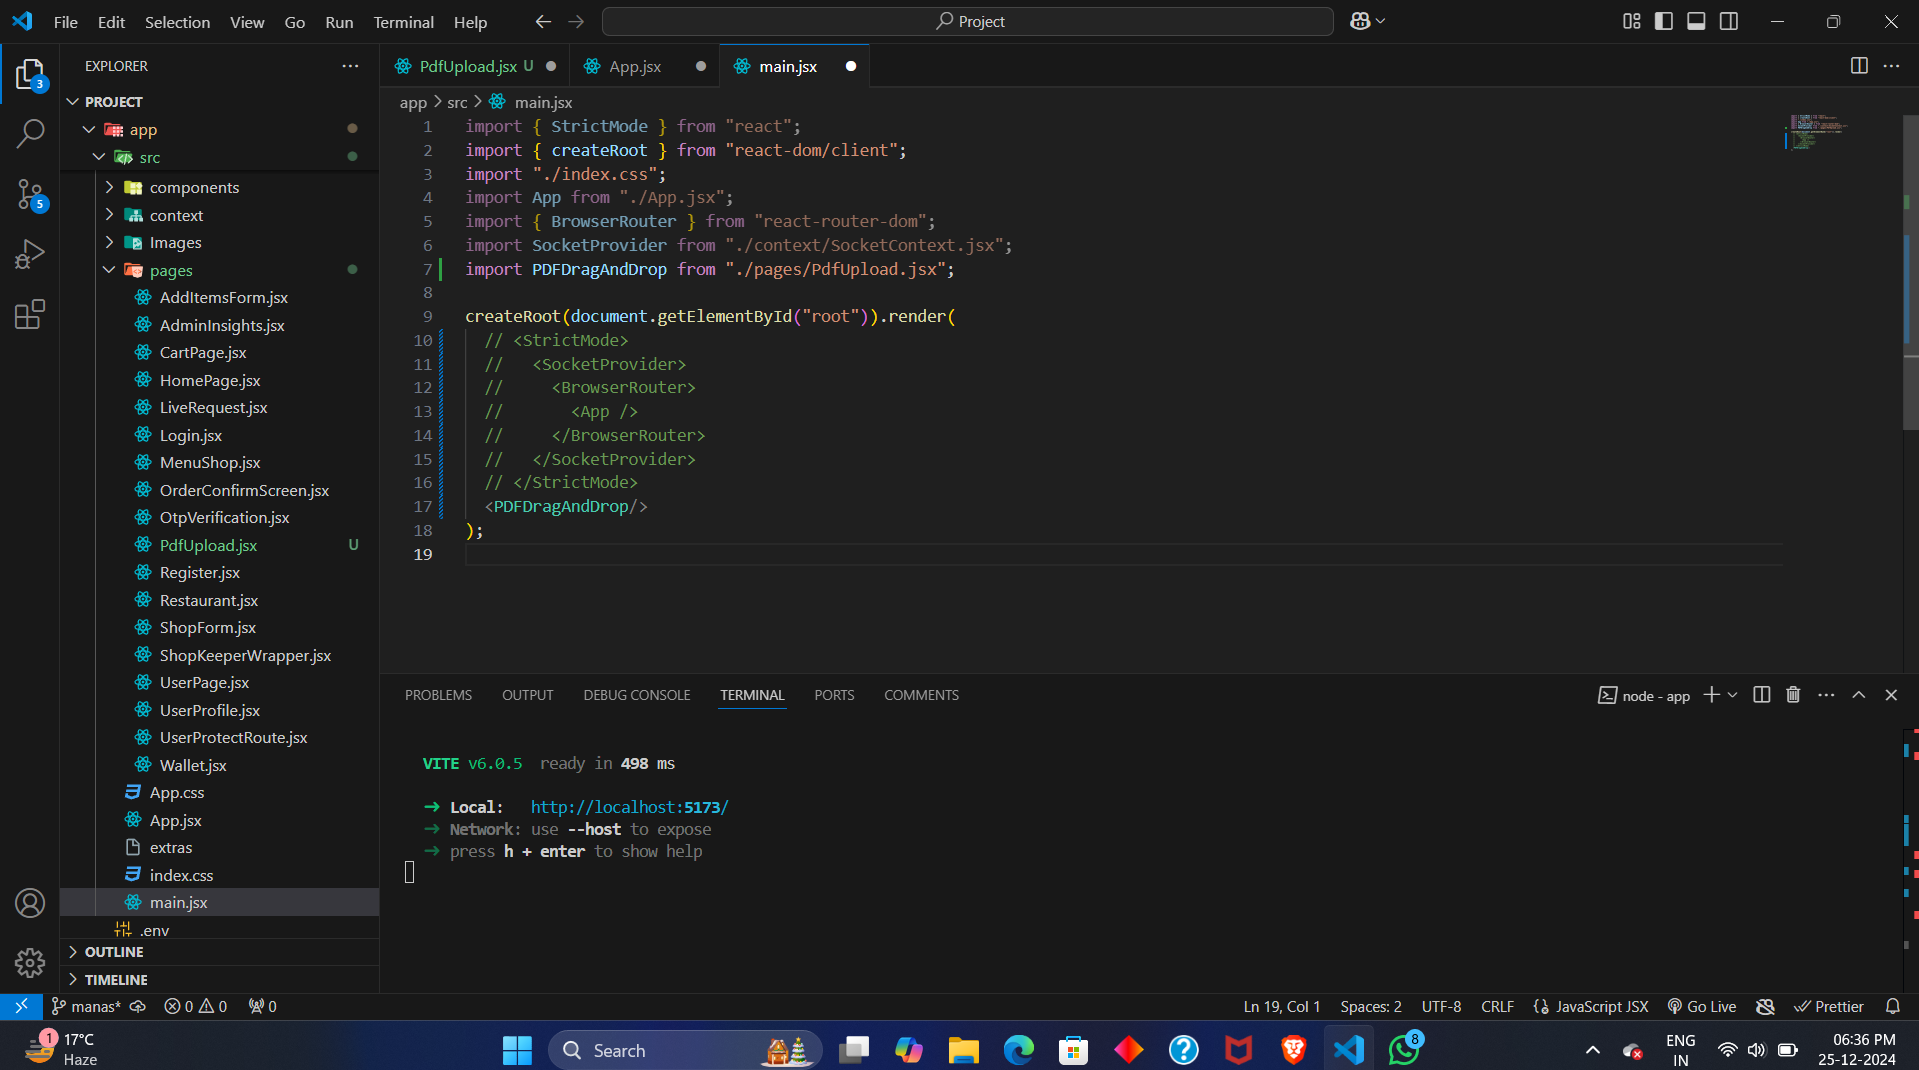 File Edit Selection View Go Run Terminal Help
Project
EXPLORER
3
5
PROJECT
app
src
components
context
Images
pages
AddItemsForm.jsx
AdminInsights.jsx
CartPage.jsx
HomePage.jsx
LiveRequest.jsx
Login.jsx
MenuShop.jsx
OrderConfirmScreen.jsx
OtpVerification.jsx
PdfUpload.jsx U
Register.jsx
Restaurant.jsx
ShopForm.jsx
ShopKeeperWrapper.jsx
UserPage.jsx
UserProfile.jsx
UserProtectRoute.jsx
Wallet.jsx
App.css
App.jsx
extras
index.css
main.jsx
.env
OUTLINE
TIMELINE
PdfUpload.jsx U App.jsx main.jsx
app > src > main.jsx
1 import { StrictMode } from "react";
2 import { createRoot } from "react-dom/client";
3 import "./index.css";
4 import App from "./App.jsx";
5 import { BrowserRouter } from "react-router-dom";
6 import SocketProvider from "./context/SocketContext.jsx";
7 import PDFDragAndDrop from "./pages/PdfUpload.jsx";
8
9 createRoot(document.getElementById("root")).render(
10 // <StrictMode>
11 //   <SocketProvider>
12 //     <BrowserRouter>
13 //       <App />
14 //     </BrowserRouter>
15 //   </SocketProvider>
16 // </StrictMode>
17 <PDFDragAndDrop/>
18 );
19
PROBLEMS OUTPUT DEBUG CONSOLE TERMINAL PORTS COMMENTS
node - app
VITE v6.0.5 ready in 498 ms
➜ Local: http://localhost:5173/
➜ Network: use --host to expose
➜ press h + enter to show help
manas* 0 0 0
Ln 19, Col 1 Spaces: 2 UTF-8 CRLF JavaScript JSX Go Live Prettier
1
17°C
Haze
Search
8
ENG
IN
06:36 PM
25-12-2024